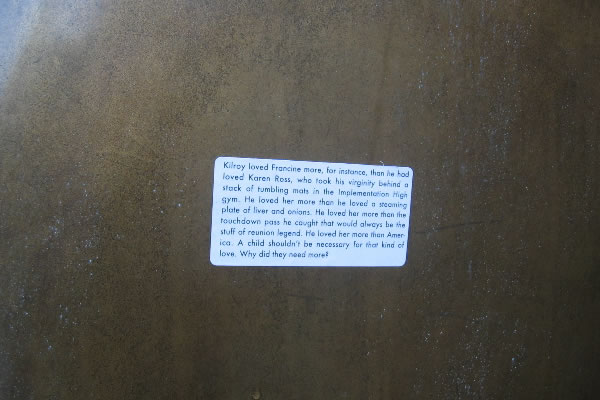 Kilroy loved Francine more, for instance, than he had
loved Karen Ross, who took his virginity behind a
stack of tumbling mats in the Implementation High
gym. He loved her more than he loved a steaming
plate of liver and onions. He loved her more than the
touchdown pass he caught that would always be the
stuff of reunion legend. He loved her more than Amer-
ica. A child shouldn't be necessary for that kind of
love. Why did they need more?